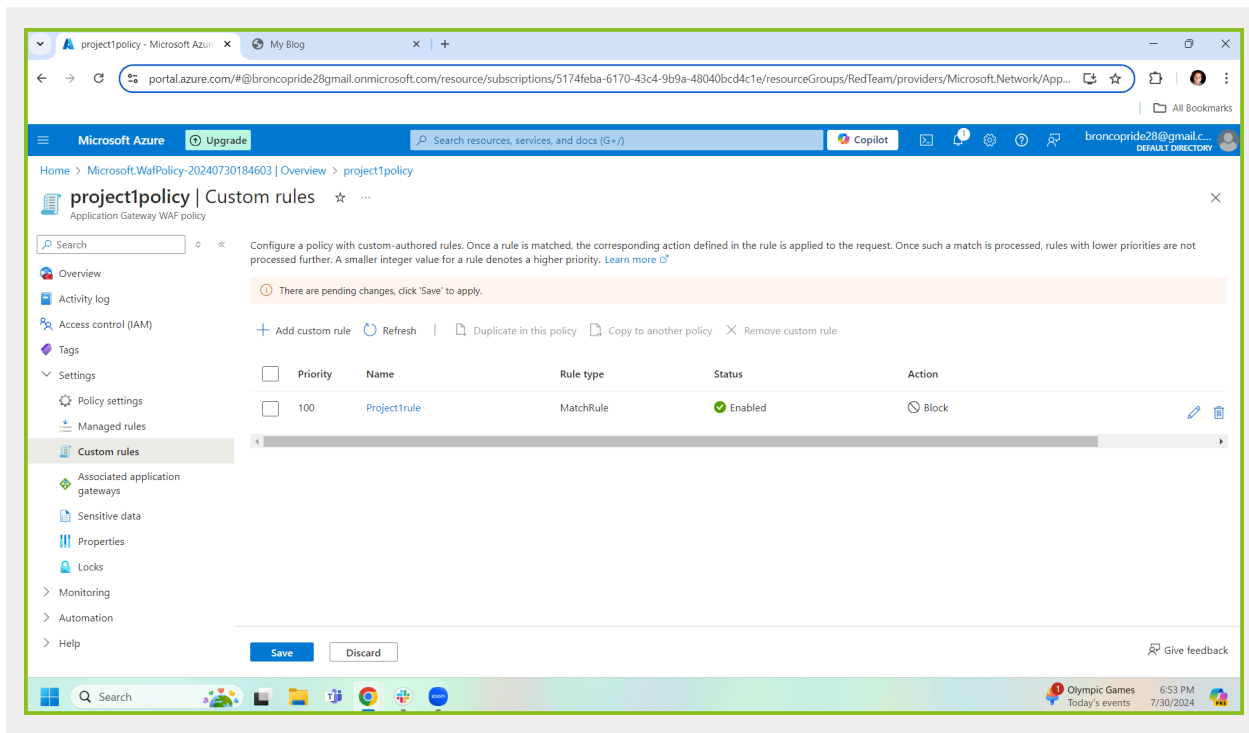 project1policy - Microsoft Azur
My Blog
portal.azure.com/#@broncopride28gmail.onmicrosoft.com/resource/subscriptions/5174feba-6170-43c4-9b9a-48040bcd4c1e/resourceGroups/RedTeam/providers/Microsoft.Network/App...
All Bookmarks
Microsoft Azure
Upgrade
Search resources, services, and docs (G+/)
Copilot
1
broncopride28@gmail.c...
DEFAULT DIRECTORY
Home > Microsoft.WafPolicy-20240730184603 | Overview > project1policy
project1policy | Custom rules
Application Gateway WAF policy
Search
Overview
Activity log
Access control (IAM)
Tags
Settings
Policy settings
Managed rules
Custom rules
Associated application
gateways
Sensitive data
Properties
Locks
Monitoring
Automation
Help
Configure a policy with custom-authored rules. Once a rule is matched, the corresponding action defined in the rule is applied to the request. Once such a match is processed, rules with lower priorities are not
processed further. A smaller integer value for a rule denotes a higher priority. Learn more
There are pending changes, click 'Save' to apply.
Add custom rule Refresh | Duplicate in this policy Copy to another policy Remove custom rule
Priority Name Rule type Status Action
100 Project1rule MatchRule Enabled Block
Save Discard
Give feedback
Search
zoom
1
Olympic Games
Today's events
6:53 PM
7/30/2024
PRE